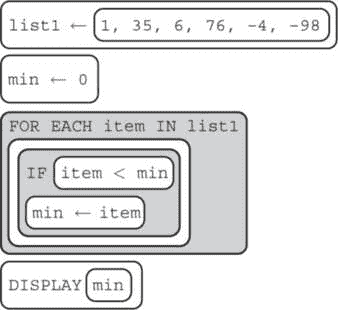 list1 ← 1, 35, 6, 76, -4, -98
min ← 0
FOR EACH item IN list1
IF item < min
min ← item
DISPLAY min